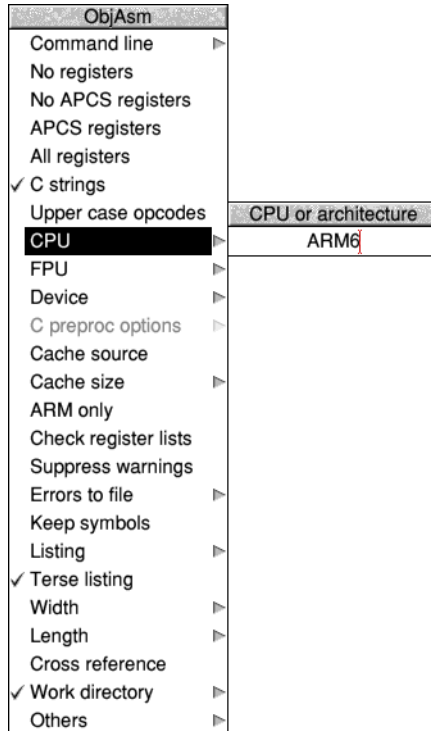 ObjAsm
Command line
No registers
No APCS registers
APCS registers
All registers
✓ C strings
Upper case opcodes
CPU or architecture
CPU
ARM6
FPU
Device
C preproc options
Cache source
Cache size
ARM only
Check register lists
Suppress warnings
Errors to file
Keep symbols
Listing
✓ Terse listing
Width
Length
Cross reference
✓ Work directory
Others